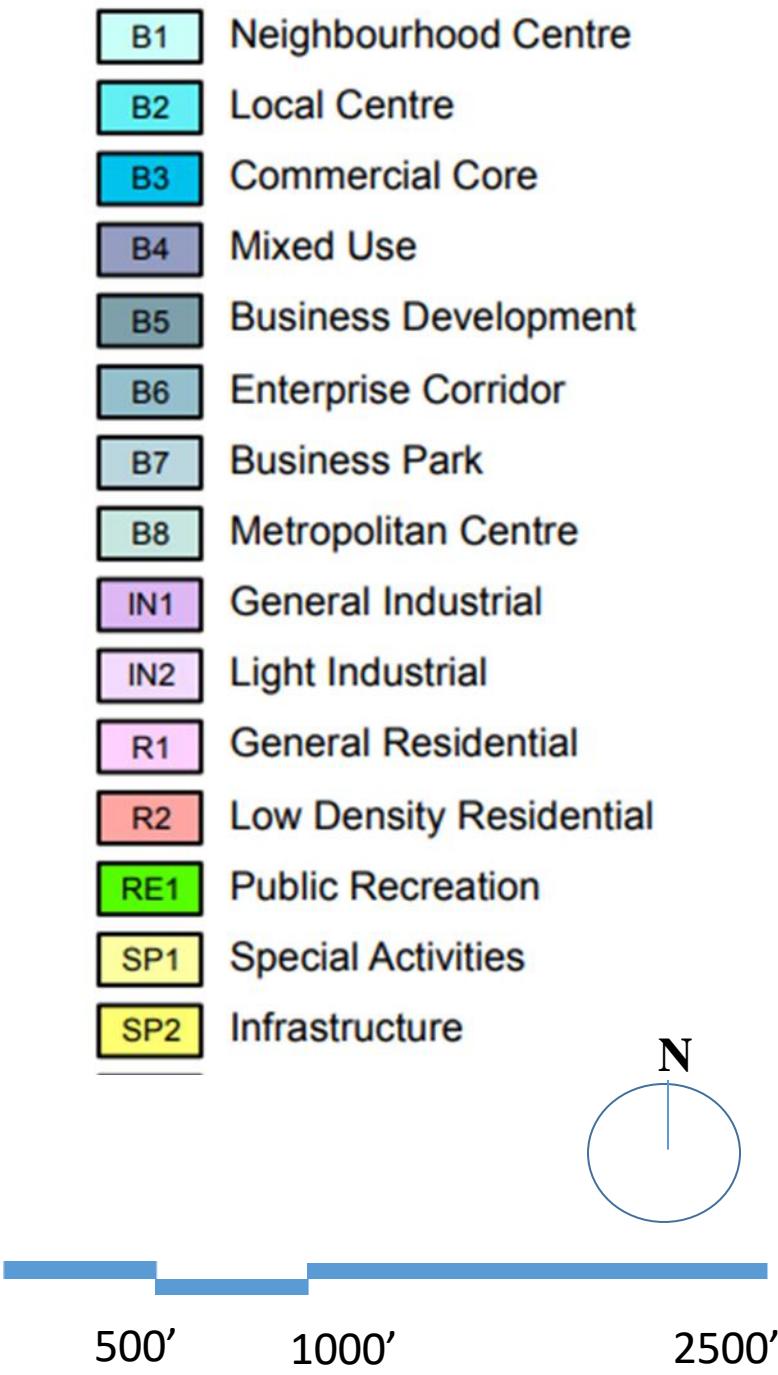 B1 Neighbourhood Centre
B2 Local Centre
B3 Commercial Core
B4 Mixed Use
B5 Business Development
B6 Enterprise Corridor
B7 Business Park
B8 Metropolitan Centre
IN1 General Industrial
IN2 Light Industrial
R1 General Residential
R2 Low Density Residential
RE1 Public Recreation
SP1 Special Activities
SP2 Infrastructure
N
500’ 1000’ 2500’